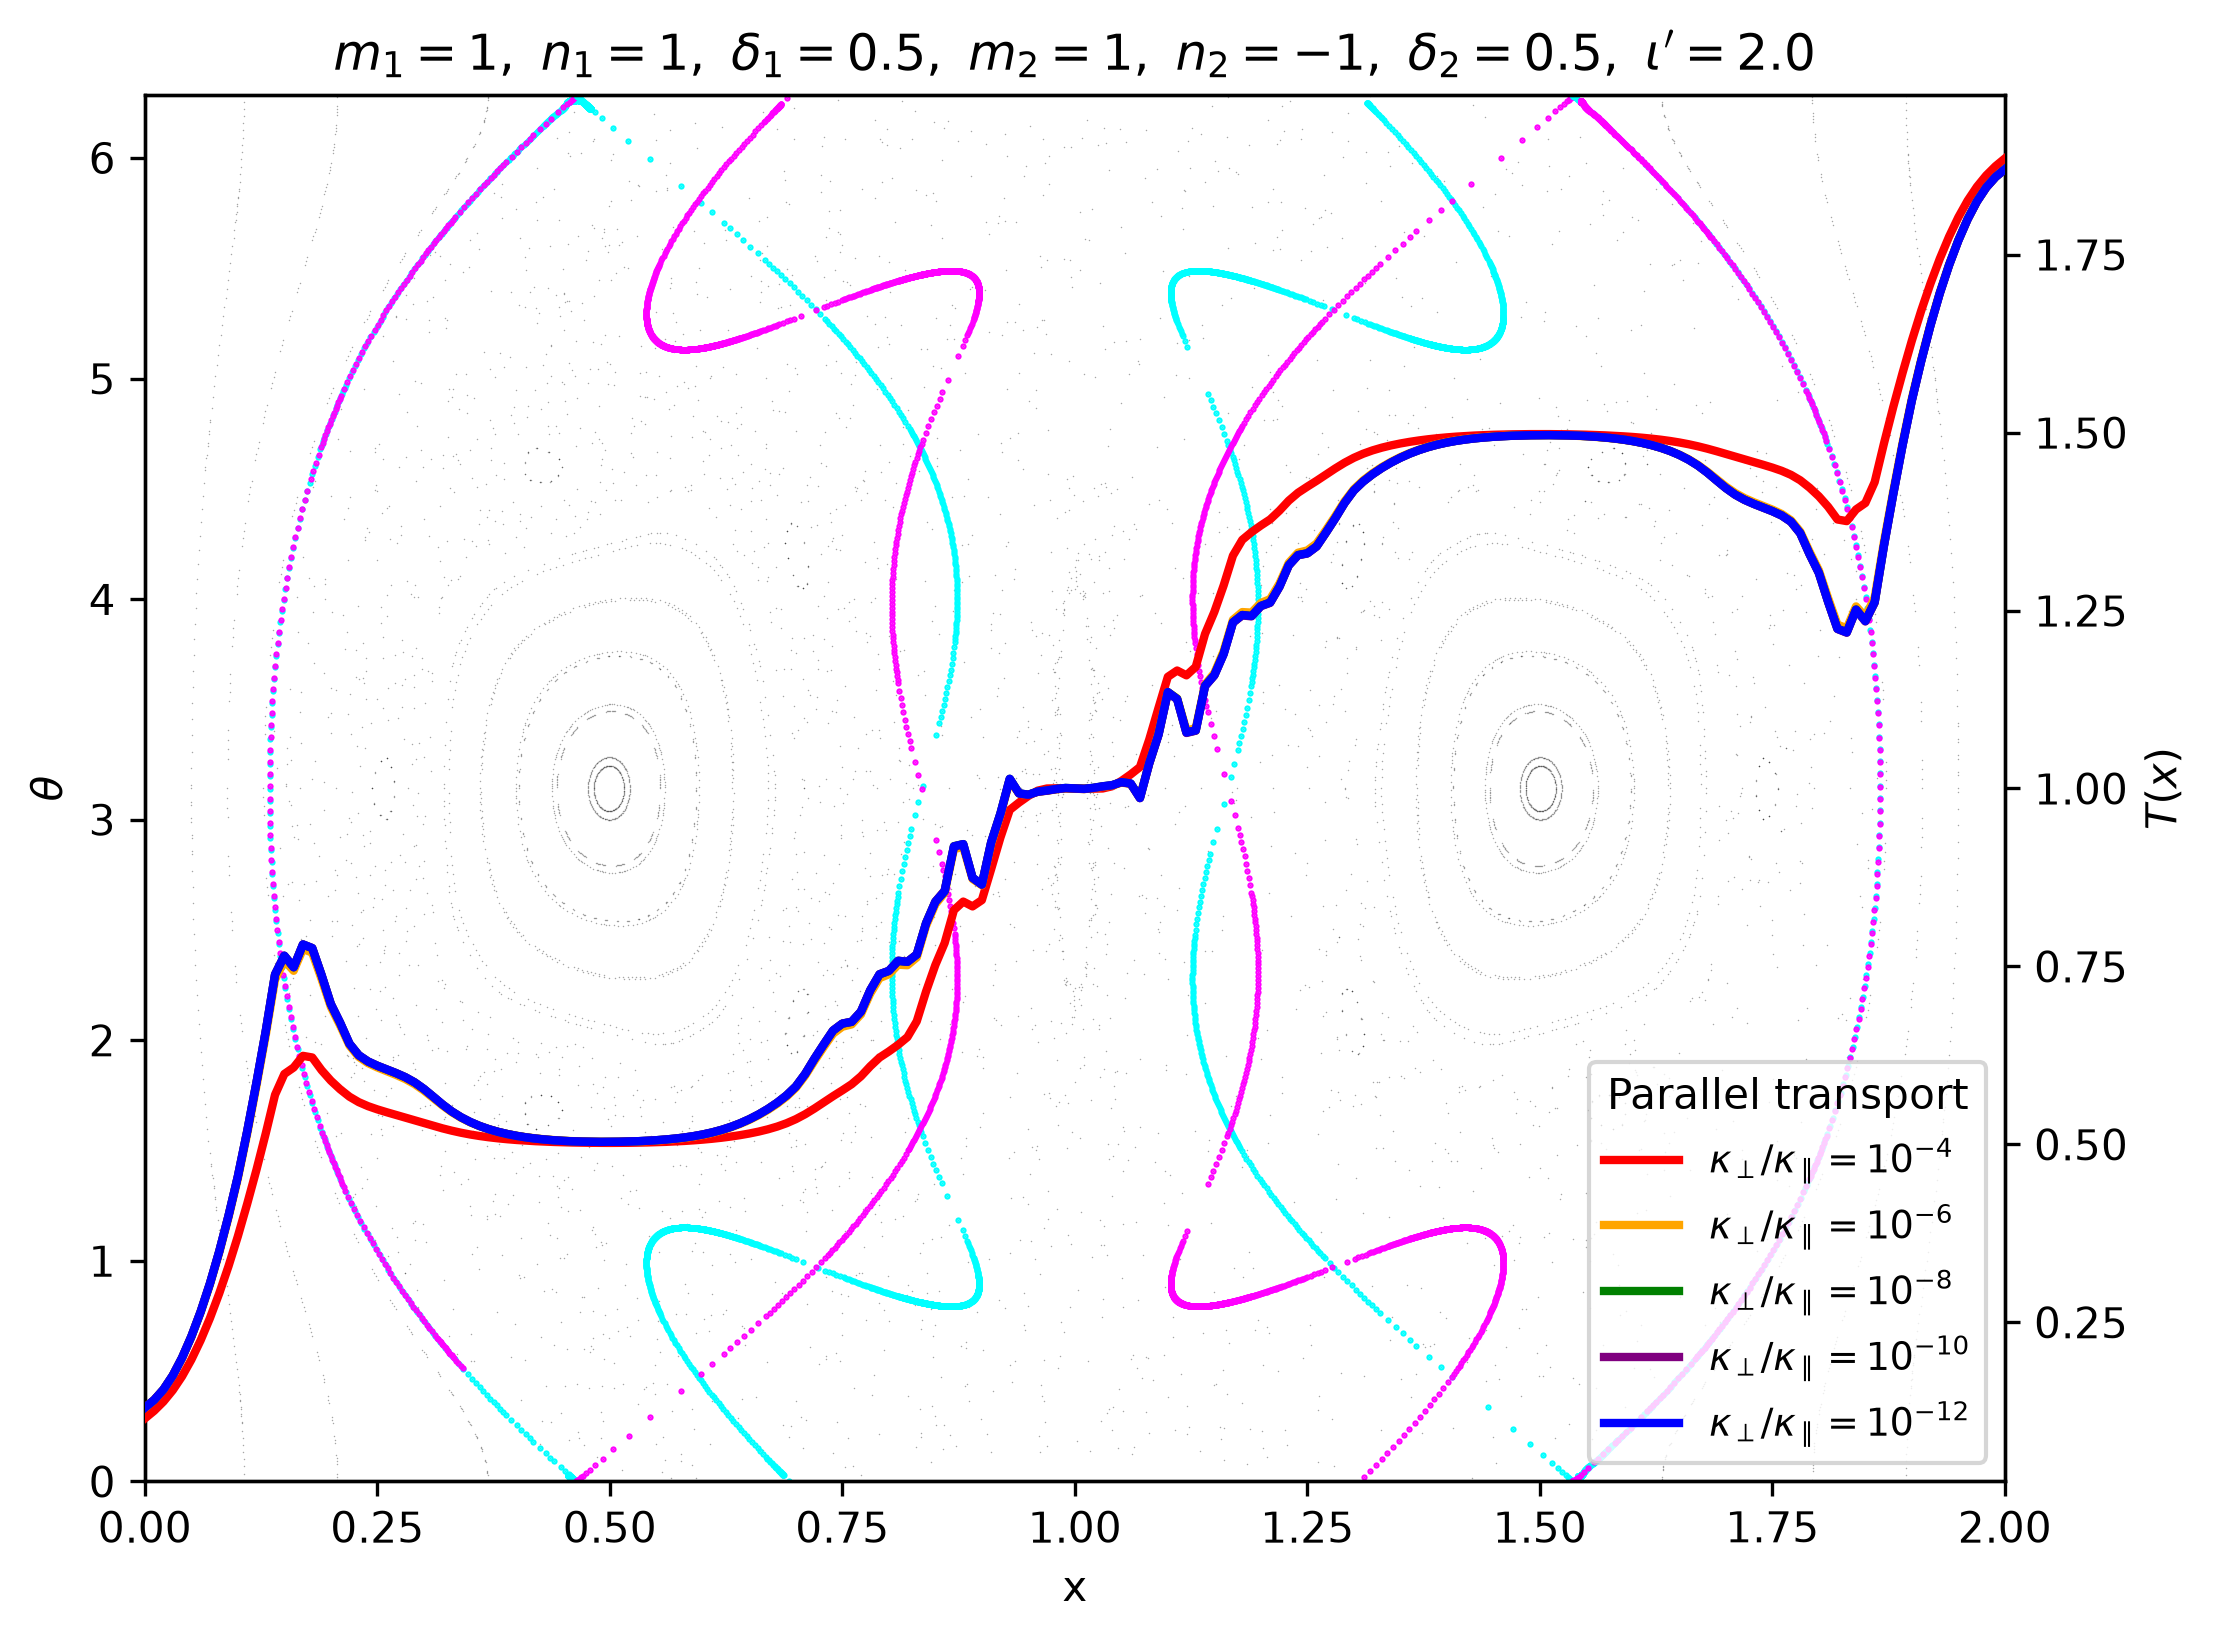 m₁ = 1, n₁ = 1, δ₁ = 0.5, m₂ = 1, n₂ = −1, δ₂ = 0.5, ι′ = 2.0
6
5
4
3
2
1
0
θ
1.75
1.50
1.25
1.00
0.75
0.50
0.25
T(x)
Parallel transport
κ⊥/κ∥ = 10⁻⁴
κ⊥/κ∥ = 10⁻⁶
κ⊥/κ∥ = 10⁻⁸
κ⊥/κ∥ = 10⁻¹⁰
κ⊥/κ∥ = 10⁻¹²
0.00 0.25 0.50 0.75 1.00 1.25 1.50 1.75 2.00
x